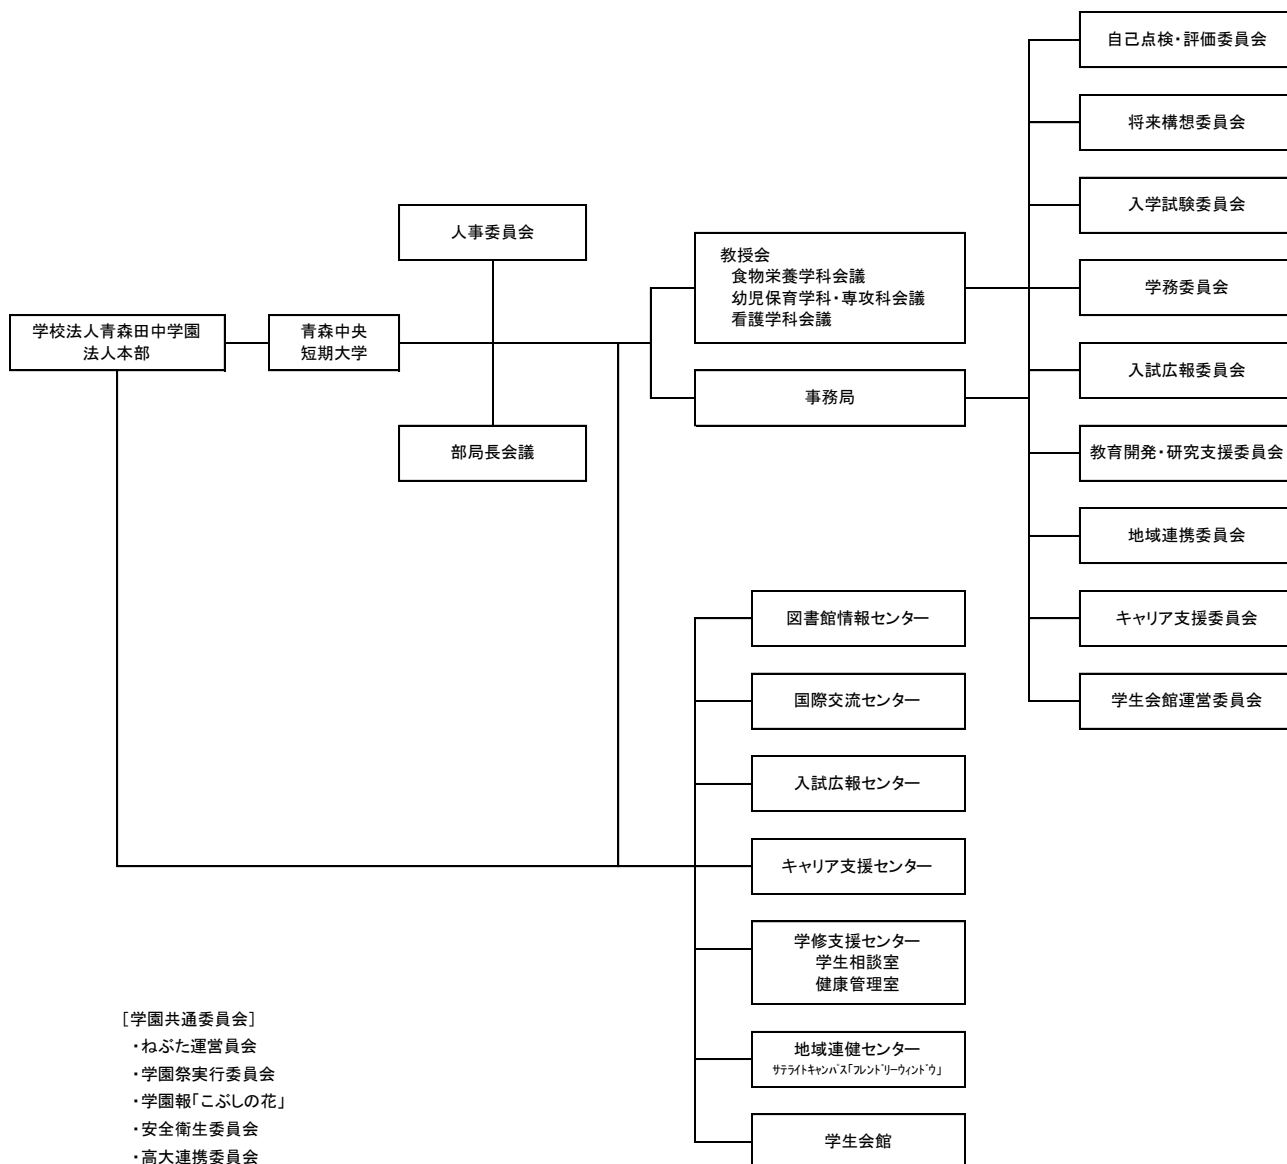 自己点検・評価委員会
将来構想委員会
入学試験委員会
人事委員会
教授会
食物栄養学科会議
幼児保育学科・専攻科会議
看護学科会議
学務委員会
学校法人青森田中学園
法人本部
青森中央
短期大学
入試広報委員会
事務局
部局長会議
教育開発・研究支援委員会
地域連携委員会
図書館情報センター
キャリア支援委員会
国際交流センター
学生会館運営委員会
入試広報センター
キャリア支援センター
学修支援センター
学生相談室
健康管理室
地域連健センター
ｻﾃﾗｲﾄｷｬﾝﾊﾟｽ「ﾌﾚﾝﾄﾞﾘｰｳｨﾝﾄﾞｳ」
学生会館
［学園共通委員会］
・ねぶた運営員会
・学園祭実行委員会
・学園報「こぶしの花」
・安全衛生委員会
・高大連携委員会